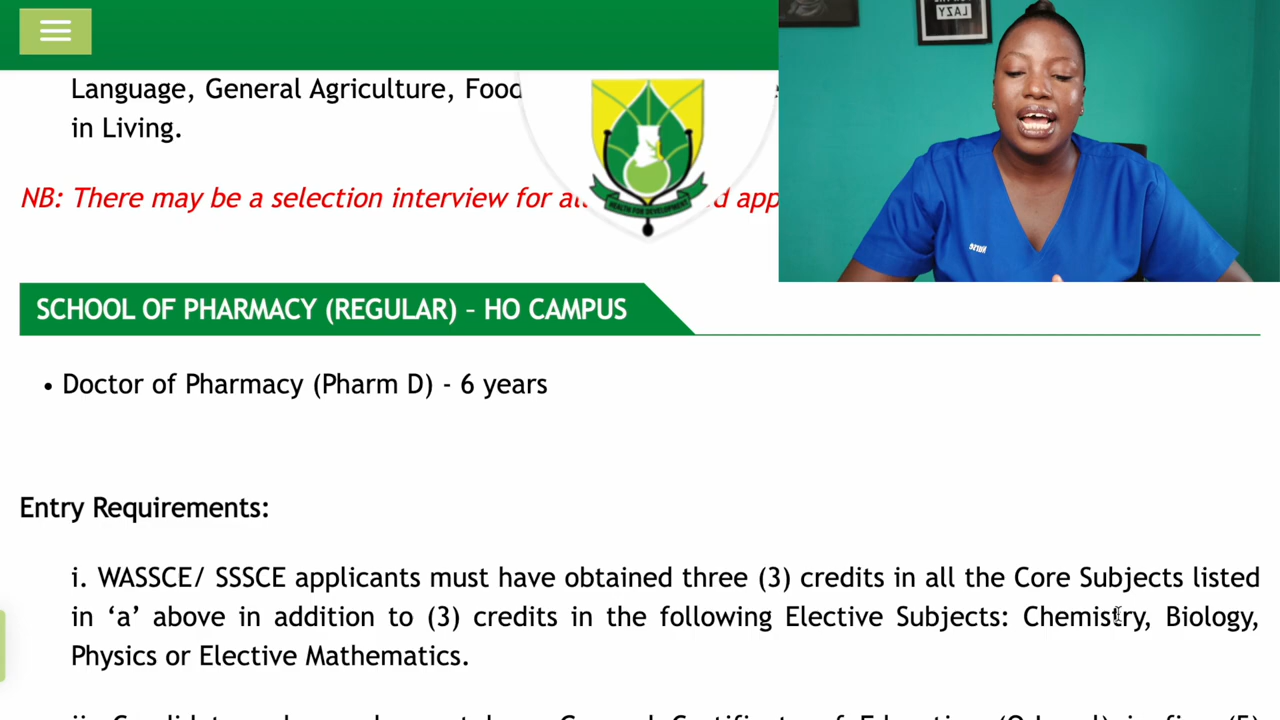 Language, General Agriculture, Food
in Living.
NB: There may be a selection interview for
HEALTH FOR DEVELOPMENT
LAZY
SCHOOL OF PHARMACY (REGULAR) – HO CAMPUS
• Doctor of Pharmacy (Pharm D) - 6 years
Entry Requirements:
i. WASSCE/ SSSCE applicants must have obtained three (3) credits in all the Core Subjects listed
in ‘a’ above in addition to (3) credits in the following Elective Subjects: Chemistry, Biology,
Physics or Elective Mathematics.